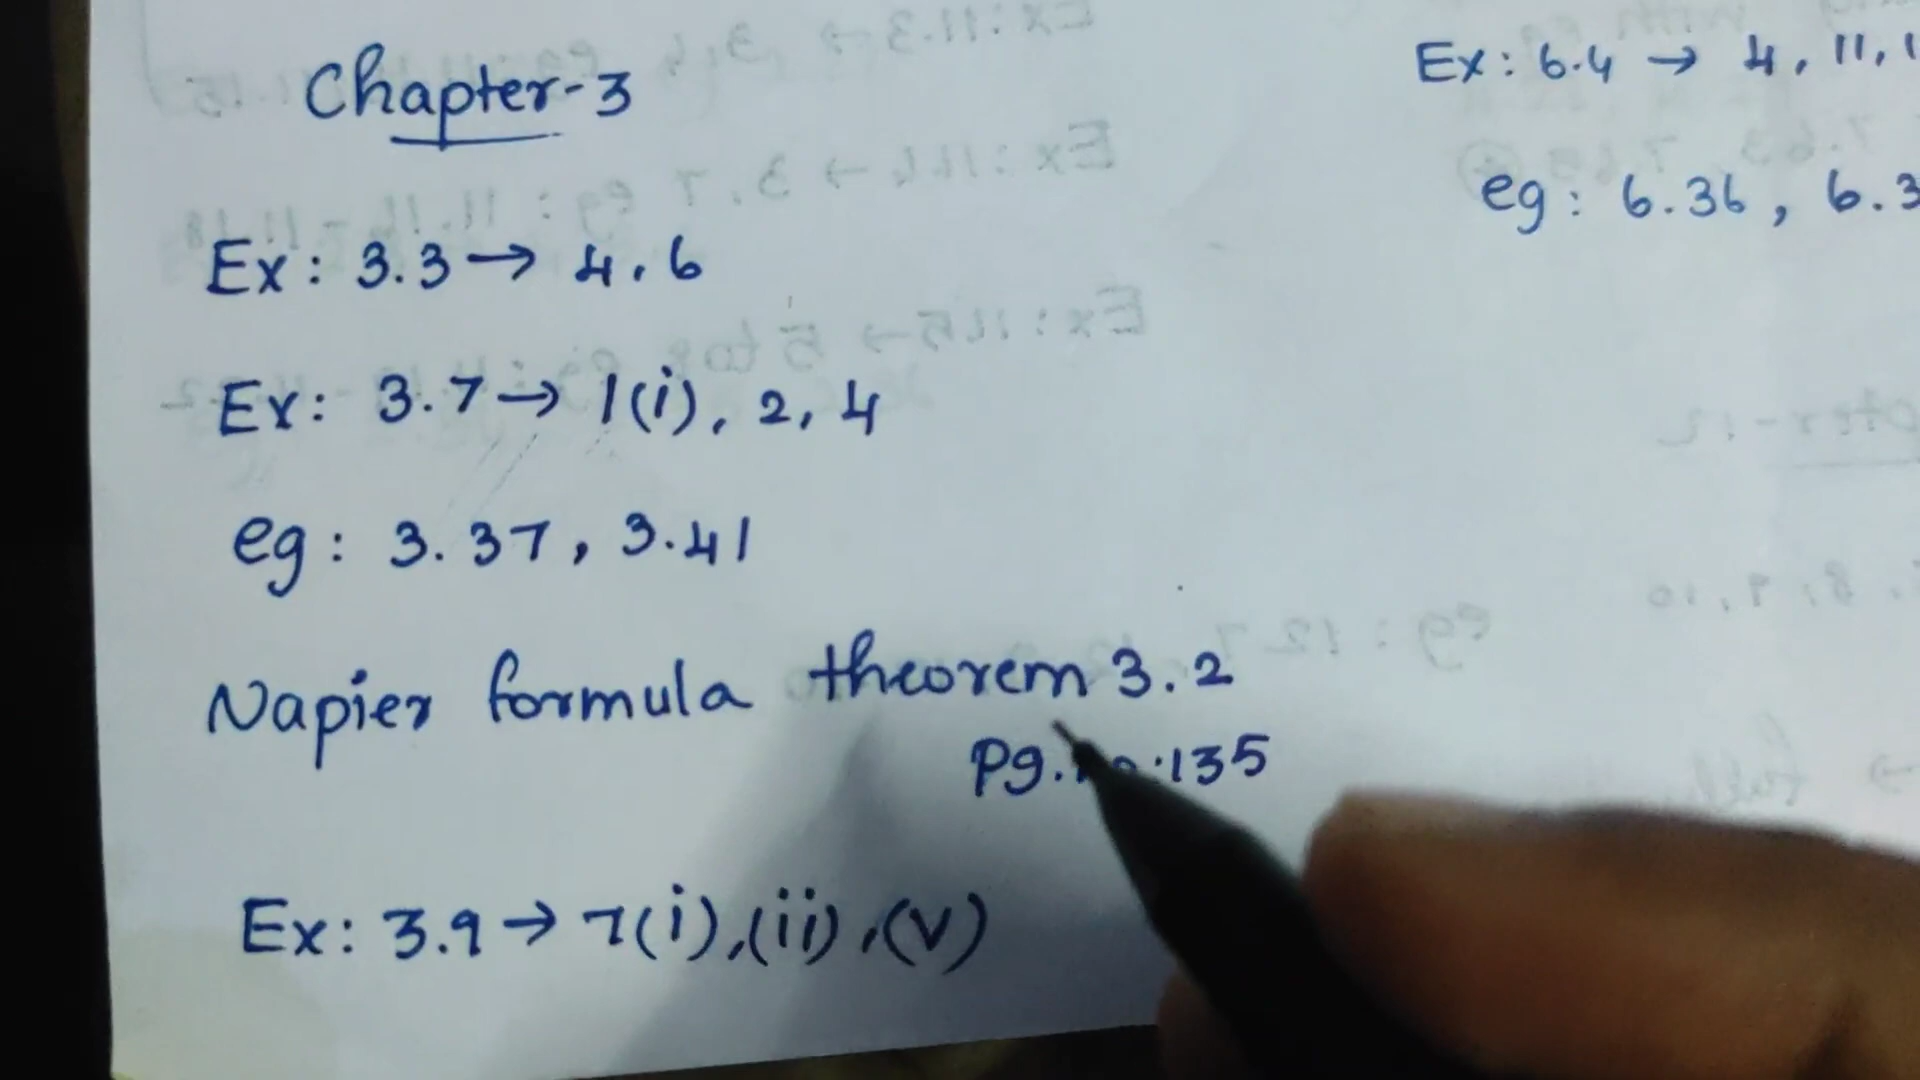 Chapter-3
Ex: 3.3→ 4, 6
Ex: 3.7→ 1(i), 2, 4
eg: 3.37, 3.41
Napier formula theorem 3.2
Pg.no:135
Ex: 3.9→ 7(i),(ii),(v)
Ex: 6.4 → 4, 11, 1
eg: 6.36, 6.3